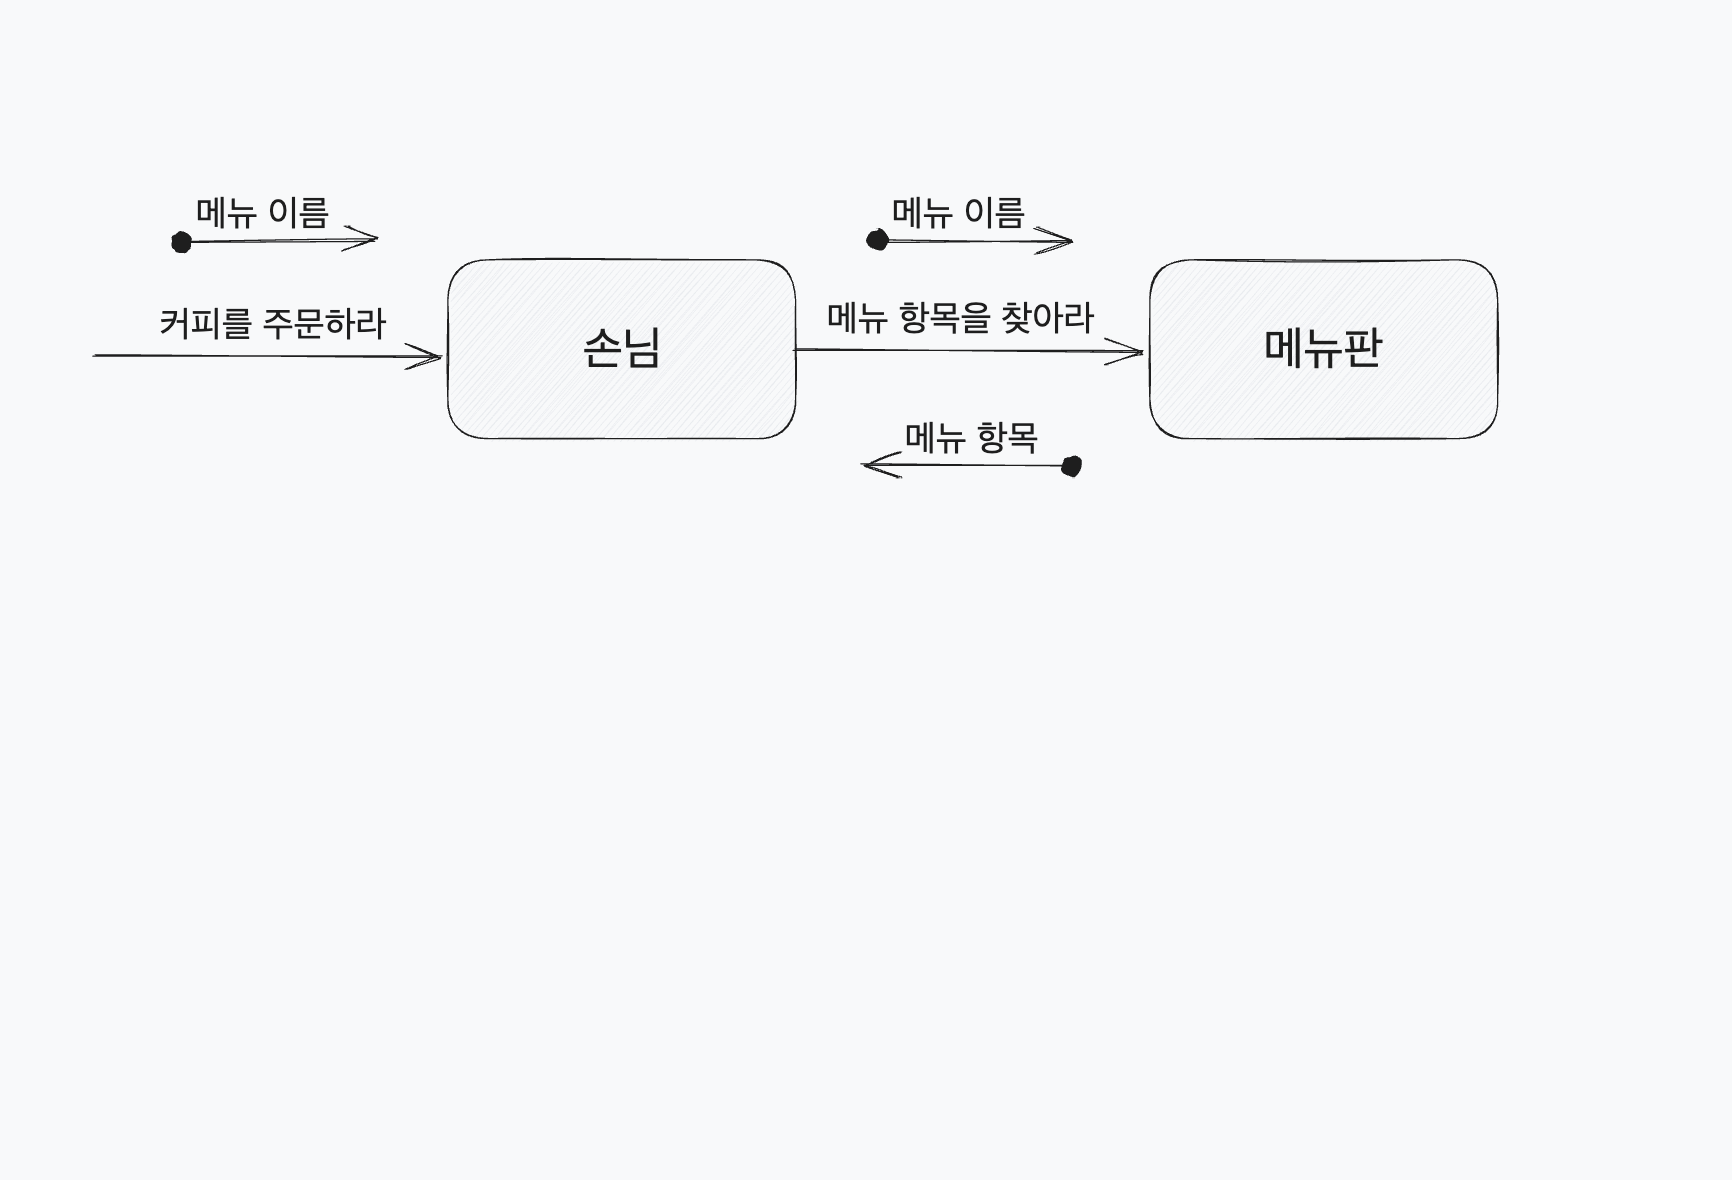 메뉴 이름
메뉴 이름
커피를 주문하라
손님
메뉴 항목을 찾아라
메뉴판
메뉴 항목